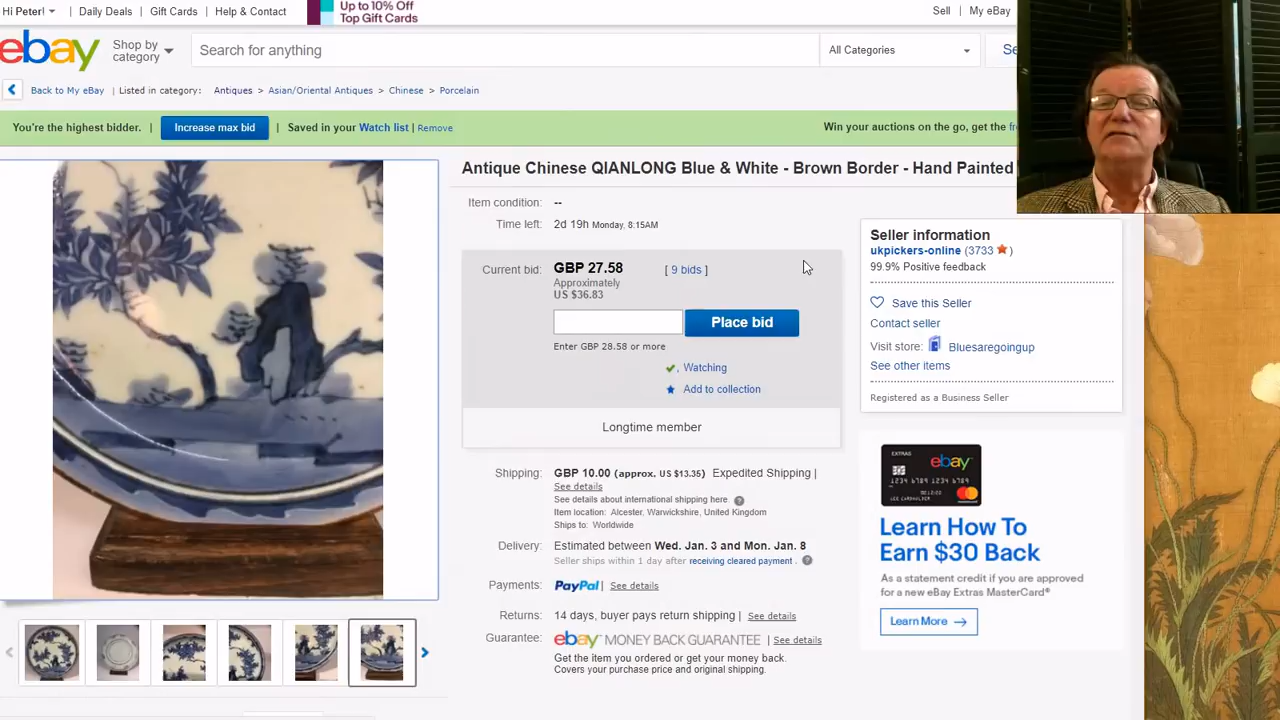 Hi Peter!
Daily Deals
Gift Cards
Help & Contact
Up to 10% Off
Top Gift Cards
Sell
My eBay
ebay
Shop by
category
Search for anything
All Categories
Back to My eBay
Listed in category:
Antiques > Asian/Oriental Antiques > Chinese > Porcelain
You're the highest bidder.
Increase max bid
Saved in your Watch list | Remove
Win your auctions on the go, get the
Antique Chinese QIANLONG Blue & White - Brown Border - Hand Painted
Item condition: --
Time left: 2d 19h Monday, 8:15AM
Current bid: GBP 27.58 [ 9 bids ]
Approximately
US $36.83
Place bid
Enter GBP 28.58 or more
Watching
Add to collection
Longtime member
Shipping: GBP 10.00 (approx. US $13.35) Expedited Shipping |
See details
See details about international shipping here.
Item location: Alcester, Warwickshire, United Kingdom
Ships to: Worldwide
Delivery: Estimated between Wed. Jan. 3 and Mon. Jan. 8
Seller ships within 1 day after receiving cleared payment.
Payments: PayPal | See details
Returns: 14 days, buyer pays return shipping | See details
Guarantee: ebay MONEY BACK GUARANTEE | See details
Get the item you ordered or get your money back.
Covers your purchase price and original shipping.
Seller information
ukpickers-online (3733 )
99.9% Positive feedback
Save this Seller
Contact seller
Visit store: Bluesaregoingup
See other items
Registered as a Business Seller
EXTRAS
ebay
Learn How To
Earn $30 Back
As a statement credit if you are approved
for a new eBay Extras MasterCard®
Learn More